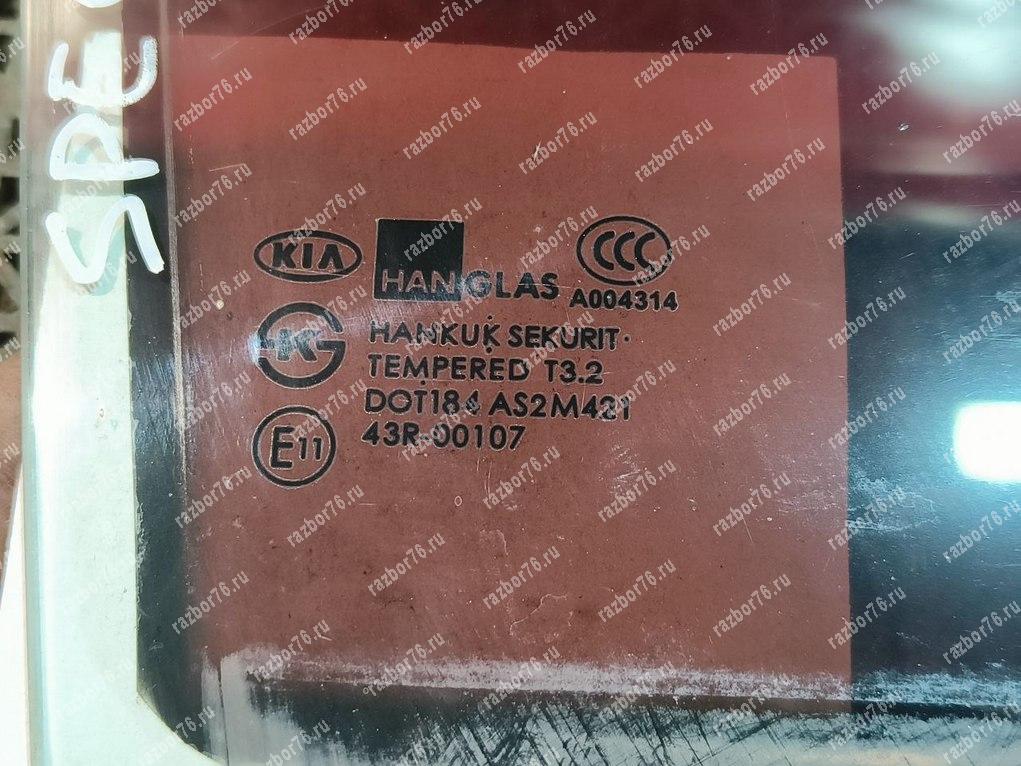 SPE
KIA
HANGLAS
CCC
A004314
HANKUK SEKURIT
TEMPERED T3.2
DOT184 AS2M421
E11
43R-00107
razbor76.ru